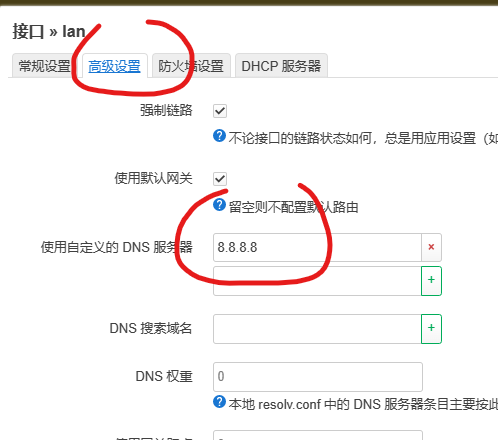 接口 » lan
常规设置 高级设置 防火墙设置 DHCP 服务器
强制链路
不论接口的链路状态如何，总是用应用设置（如
使用默认网关
留空则不配置默认路由
使用自定义的 DNS 服务器 8.8.8.8 ×
+
DNS 搜索域名 +
DNS 权重 0
本地 resolv.conf 中的 DNS 服务器条目主要按此